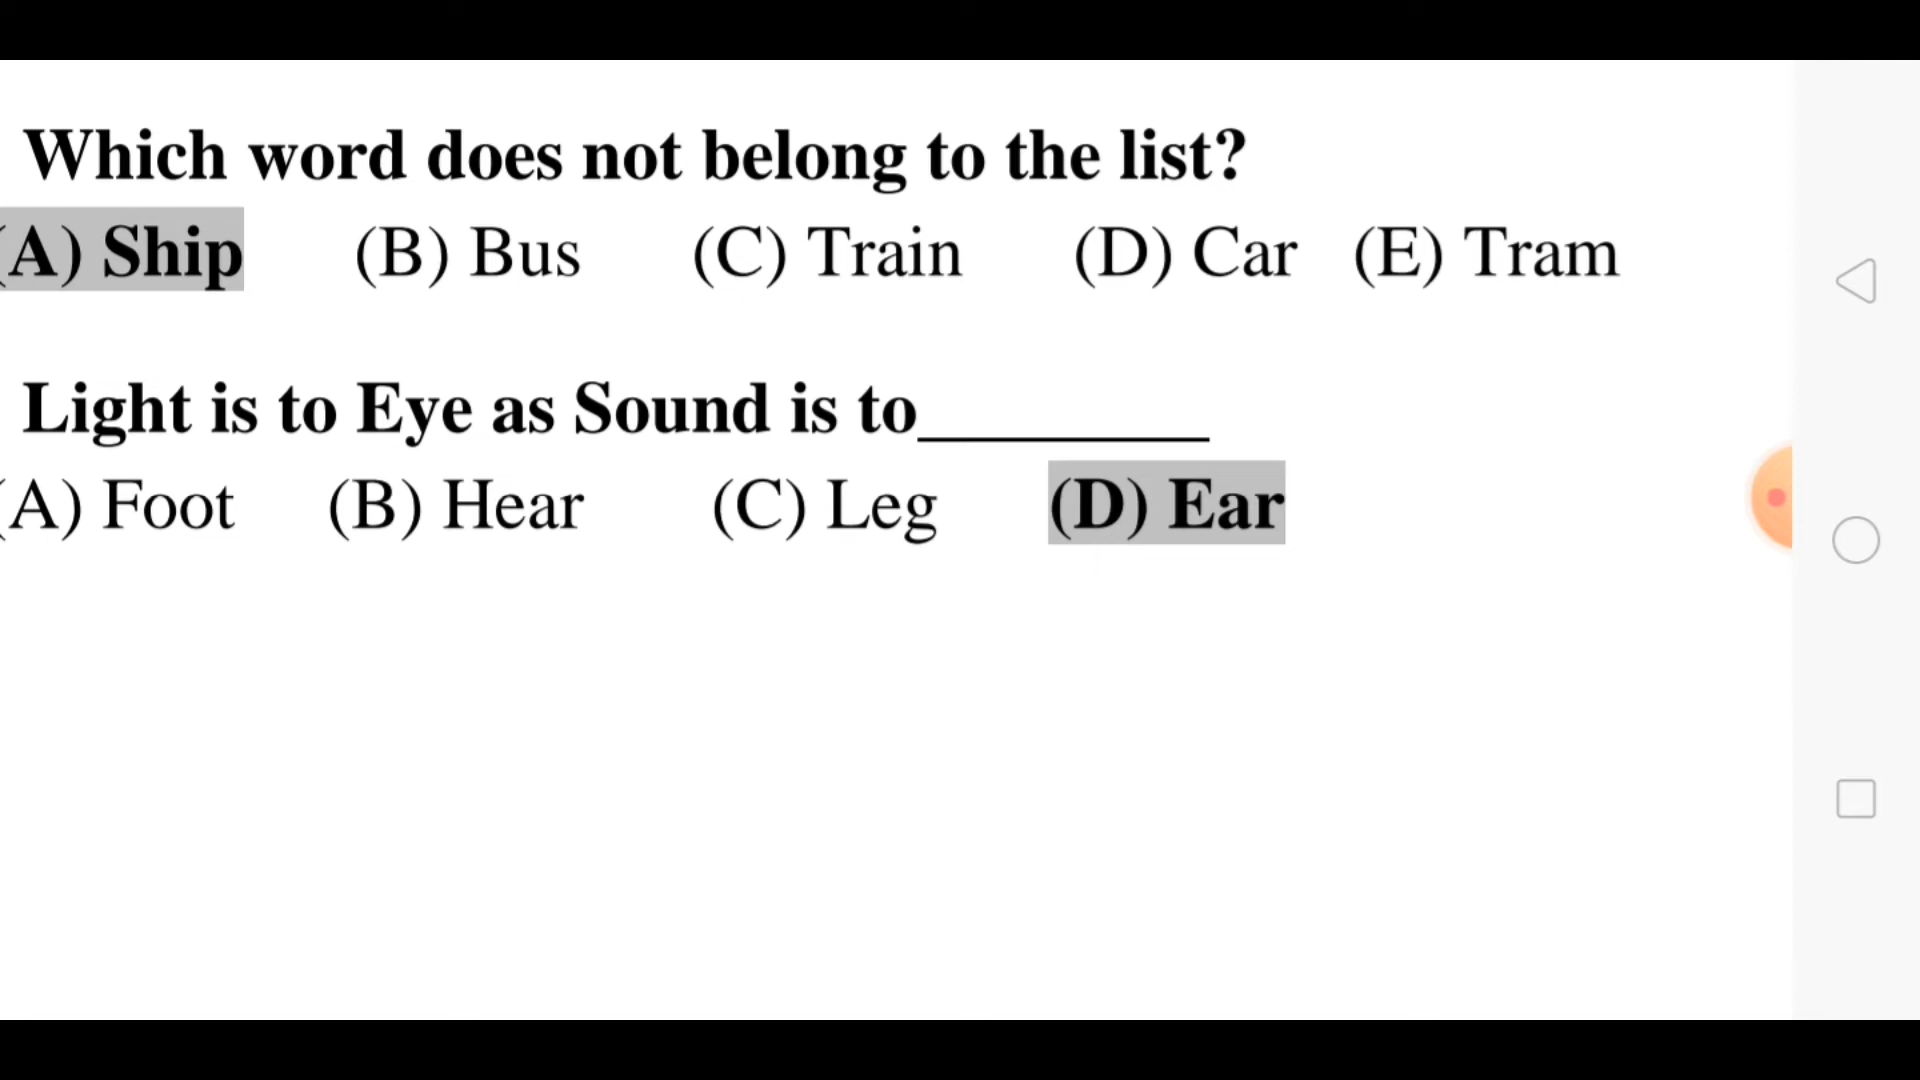 Which word does not belong to the list?
(A) Ship (B) Bus (C) Train (D) Car (E) Tram
Light is to Eye as Sound is to__________
(A) Foot (B) Hear (C) Leg (D) Ear